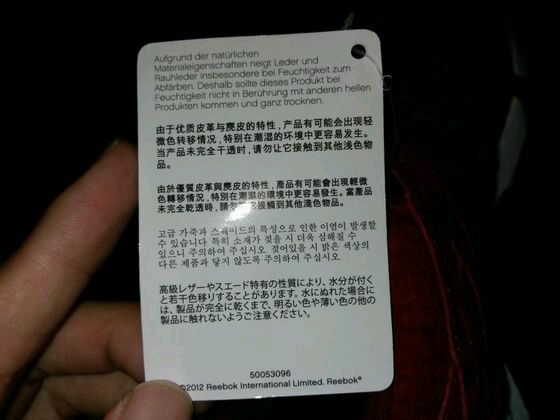 Aufgrund der natürlichen
Materialeigenschaften neigt Leder und
Rauhleder insbesondere bei Feuchtigkeit zum
Abfärben. Deshalb sollte dieses Produkt bei
Feuchtigkeit nicht in Berührung mit anderen hellen
Produkten kommen und ganz trocknen.
由于优质皮革与麂皮的特性，产品有可能会出现轻
微色转移情况，特别在潮湿的环境中更容易发生。
当产品未完全干透时，请勿让它接触到其他浅色物
品。
由於優質皮革與麂皮的特性，產品有可能會出現輕微
色轉移情況，特別在潮濕的環境中更容易發生。當產品
未完全乾透時，請勿讓它接觸到其他淺色物品。
고급 가죽과 스웨이드의 특성으로 인한 이염이 발생할
수 있습니다 특히 소재가 젖을 시 더욱 심해질 수
있으니 주의하여 주십시오 젖어있을 시 밝은 색상의
다른 제품과 닿지 않도록 주의하여 주십시오
高級レザーやスエード特有の性質により、水分が付く
と若干色移りすることがあります。水にぬれた場合に
は、製品が完全に乾くまで、明るい色や薄い色の他の
製品に触れないようご注意ください。
50053096
©2012 Reebok International Limited. Reebok®